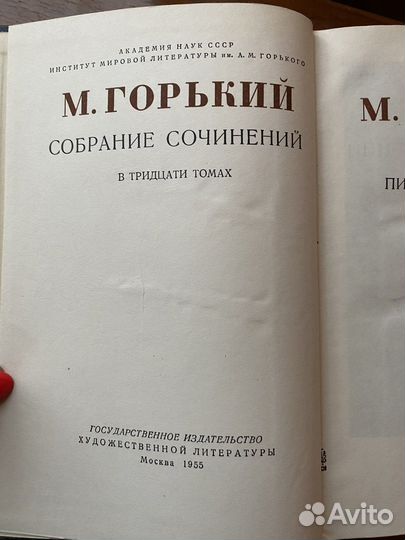 АКАДЕМИЯ НАУК СССР
ИНСТИТУТ МИРОВОЙ ЛИТЕРАТУРЫ им. А. М. ГОРЬКОГО
М. ГОРЬКИЙ
СОБРАНИЕ СОЧИНЕНИЙ
В ТРИДЦАТИ ТОМАХ
ГОСУДАРСТВЕННОЕ ИЗДАТЕЛЬСТВО
ХУДОЖЕСТВЕННОЙ ЛИТЕРАТУРЫ
Москва 1955
М.
ПИ
Avito